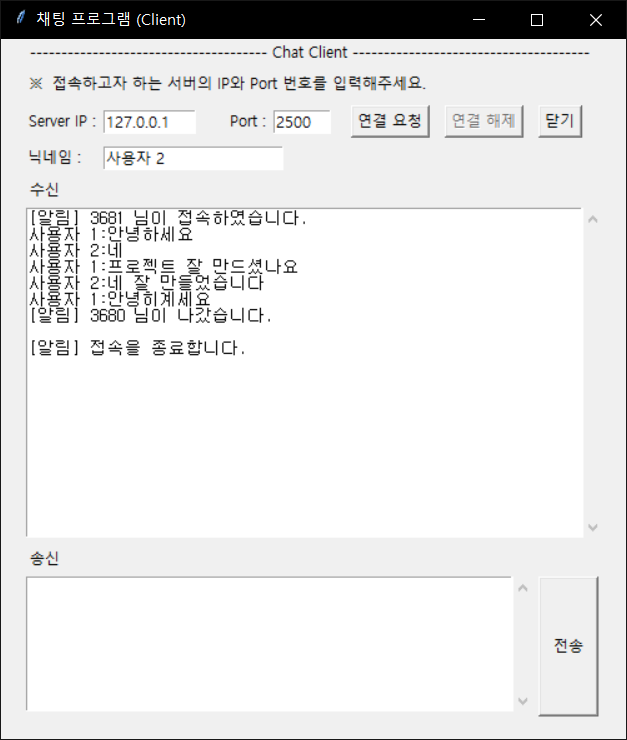 채팅 프로그램 (Client)
------------------------------------ Chat Client ------------------------------------
※ 접속하고자 하는 서버의 IP와 Port 번호를 입력해주세요.
Server IP : 127.0.0.1 Port : 2500 연결 요청 연결 해제 닫기
닉네임 : 사용자 2
수신
[알림] 3681 님이 접속하였습니다.
사용자 1:안녕하세요
사용자 2:네
사용자 1:프로젝트 잘 만드셨나요
사용자 2:네 잘 만들었습니다
사용자 1:안녕히계세요
[알림] 3680 님이 나갔습니다.
[알림] 접속을 종료합니다.
송신
전송